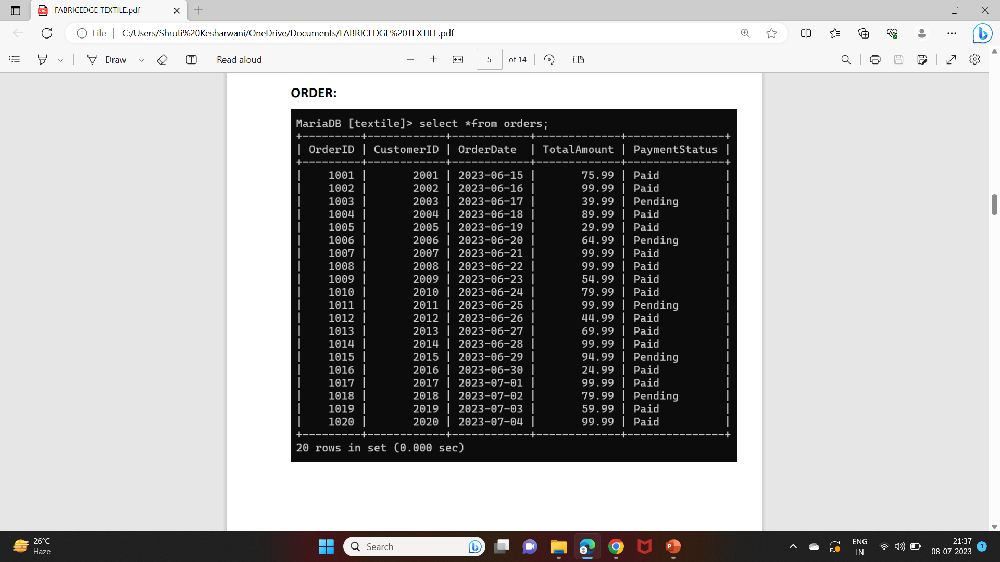 FABRICEDGE TEXTILE.pdf
File | C:/Users/Shruti%20Kesharwani/OneDrive/Documents/FABRICEDGE%20TEXTILE.pdf
Draw Read aloud 5 of 14
ORDER:
MariaDB [textile]> select *from orders;
+---------+------------+------------+-------------+---------------+
| OrderID | CustomerID | OrderDate  | TotalAmount | PaymentStatus |
+---------+------------+------------+-------------+---------------+
|    1001 |       2001 | 2023-06-15 |       75.99 | Paid          |
|    1002 |       2002 | 2023-06-16 |       99.99 | Paid          |
|    1003 |       2003 | 2023-06-17 |       39.99 | Pending       |
|    1004 |       2004 | 2023-06-18 |       89.99 | Paid          |
|    1005 |       2005 | 2023-06-19 |       29.99 | Paid          |
|    1006 |       2006 | 2023-06-20 |       64.99 | Pending       |
|    1007 |       2007 | 2023-06-21 |       99.99 | Paid          |
|    1008 |       2008 | 2023-06-22 |       99.99 | Paid          |
|    1009 |       2009 | 2023-06-23 |       54.99 | Paid          |
|    1010 |       2010 | 2023-06-24 |       79.99 | Paid          |
|    1011 |       2011 | 2023-06-25 |       99.99 | Pending       |
|    1012 |       2012 | 2023-06-26 |       44.99 | Paid          |
|    1013 |       2013 | 2023-06-27 |       69.99 | Paid          |
|    1014 |       2014 | 2023-06-28 |       99.99 | Paid          |
|    1015 |       2015 | 2023-06-29 |       94.99 | Pending       |
|    1016 |       2016 | 2023-06-30 |       24.99 | Paid          |
|    1017 |       2017 | 2023-07-01 |       99.99 | Paid          |
|    1018 |       2018 | 2023-07-02 |       79.99 | Pending       |
|    1019 |       2019 | 2023-07-03 |       59.99 | Paid          |
|    1020 |       2020 | 2023-07-04 |       99.99 | Paid          |
+---------+------------+------------+-------------+---------------+
20 rows in set (0.000 sec)
26°C
Haze
Search
ENG
IN
21:37
08-07-2023
1